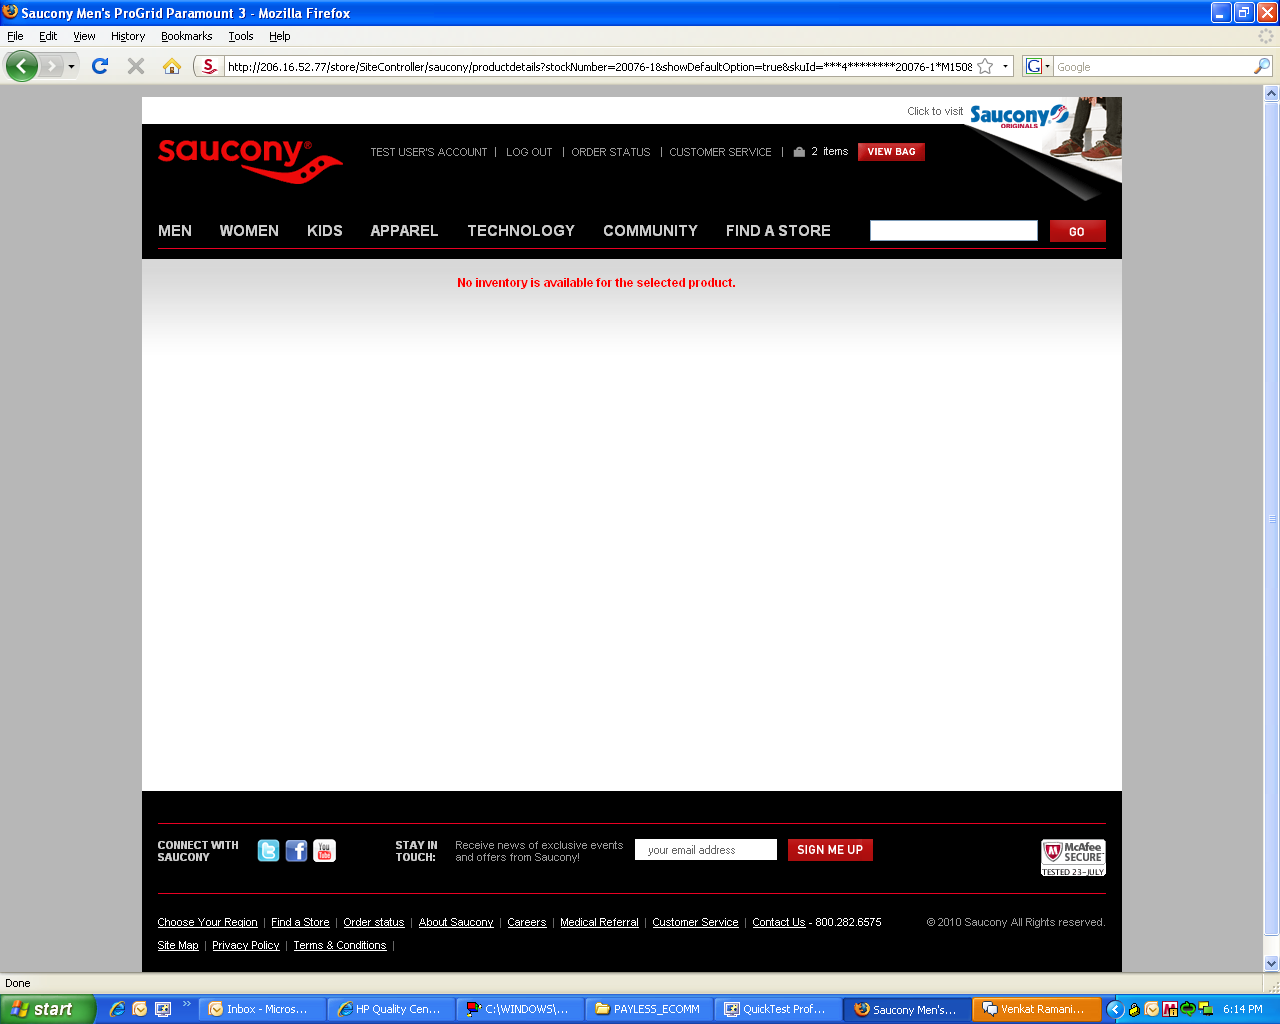 Saucony Men's ProGrid Paramount 3 - Mozilla Firefox
File Edit View History Bookmarks Tools Help
http://206.16.52.77/store/SiteController/saucony/productdetails?stockNumber=20076-1&showDefaultOption=true&skuId=***4********20076-1*M1508
Google
Click to visit Saucony ORIGINALS
saucony
TEST USER'S ACCOUNT | LOG OUT | ORDER STATUS | CUSTOMER SERVICE | 2 items VIEW BAG
MEN WOMEN KIDS APPAREL TECHNOLOGY COMMUNITY FIND A STORE GO
No inventory is available for the selected product.
CONNECT WITH SAUCONY
You Tube
STAY IN TOUCH:
Receive news of exclusive events
and offers from Saucony!
your email address
SIGN ME UP
McAfee SECURE
TESTED 23-JULY
Choose Your Region | Find a Store | Order status | About Saucony | Careers | Medical Referral | Customer Service | Contact Us - 800.282.6575
© 2010 Saucony All Rights reserved.
Site Map | Privacy Policy | Terms & Conditions |
Done
start
Inbox - Micros...
HP Quality Cen...
C:\WINDOWS\...
PAYLESS_ECOMM
QuickTest Prof...
Saucony Men's...
Venkat Ramani...
6:14 PM